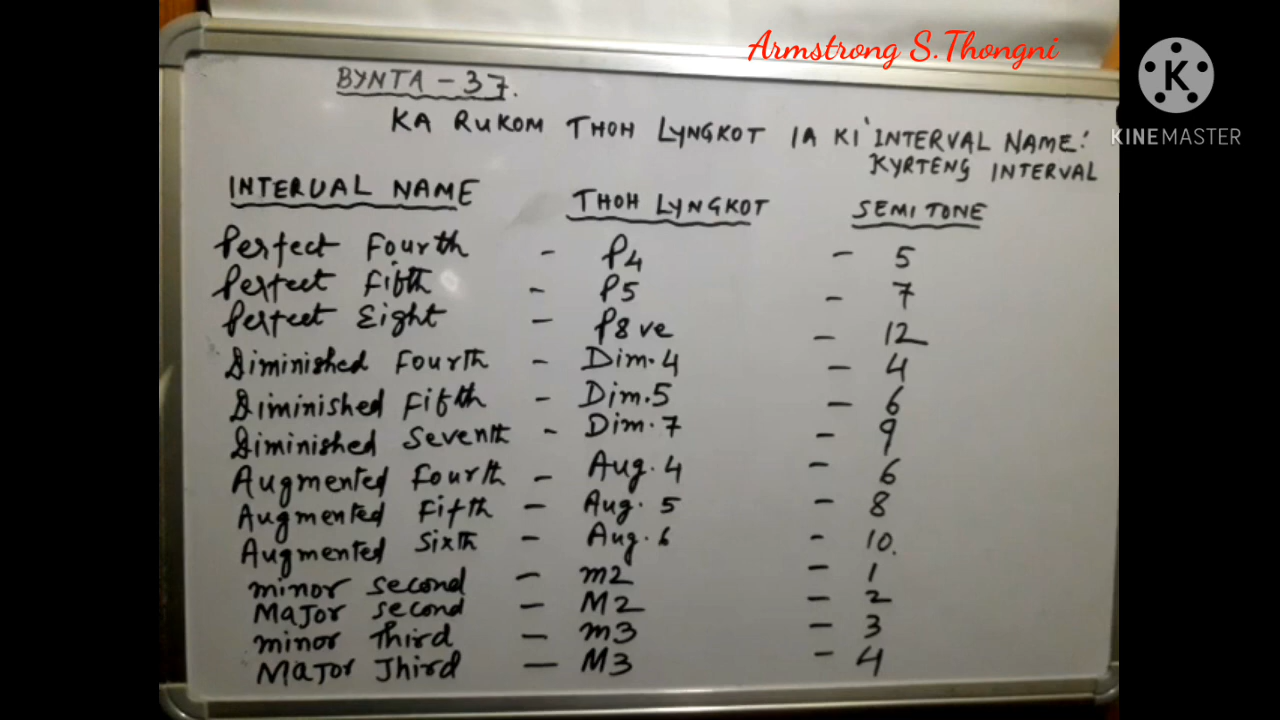 Armstrong S.Thongni
K
KINEMASTER
BYNTA - 37.
KA RUKOM THOH LYNGKOT IA KI 'INTERVAL NAME:'
KYRTENG INTERVAL
INTERVAL NAME THOH LYNGKOT SEMITONE
Perfect Fourth - P4 - 5
Perfect Fifth - P5 - 7
Perfect Eight - P8ve - 12
Diminished Fourth - Dim.4 - 4
Diminished Fifth - Dim.5 - 6
Diminished Seventh - Dim.7 - 9
Augmented Fourth - Aug.4 - 6
Augmented Fifth - Aug.5 - 8
Augmented Sixth - Aug.6 - 10.
minor second - m2 - 1
Major second - M2 - 2
minor Third - m3 - 3
Major Third - M3 - 4